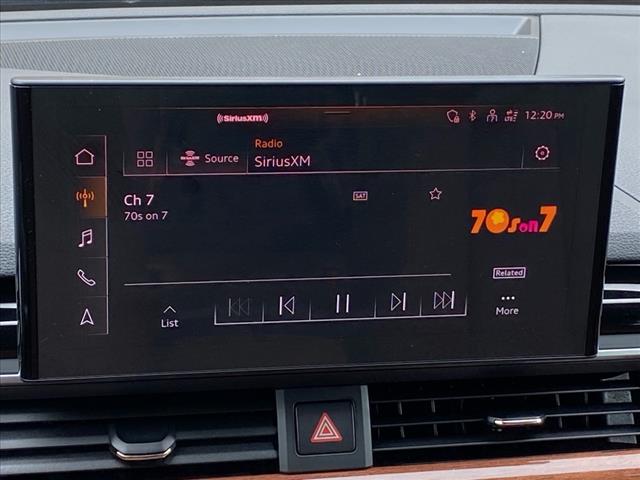 ((SiriusXM))
LTE 12:20 PM
Radio
SiriusXM
Source
Ch 7
70s on 7
SAT
70s on 7
Related
List
More